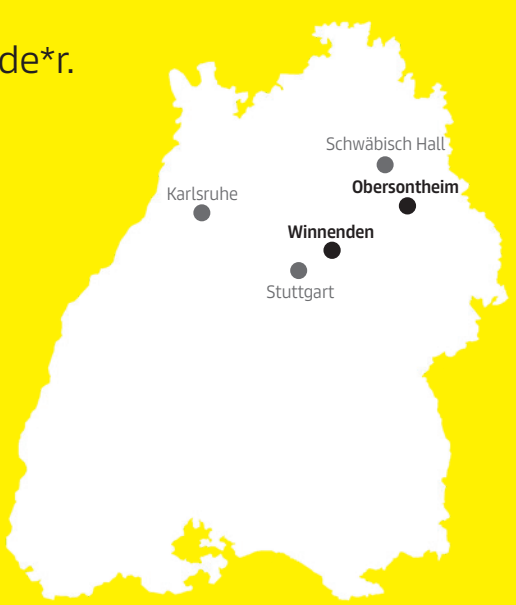 de*r.
Schwäbisch Hall
Obersontheim
Karlsruhe
Winnenden
Stuttgart